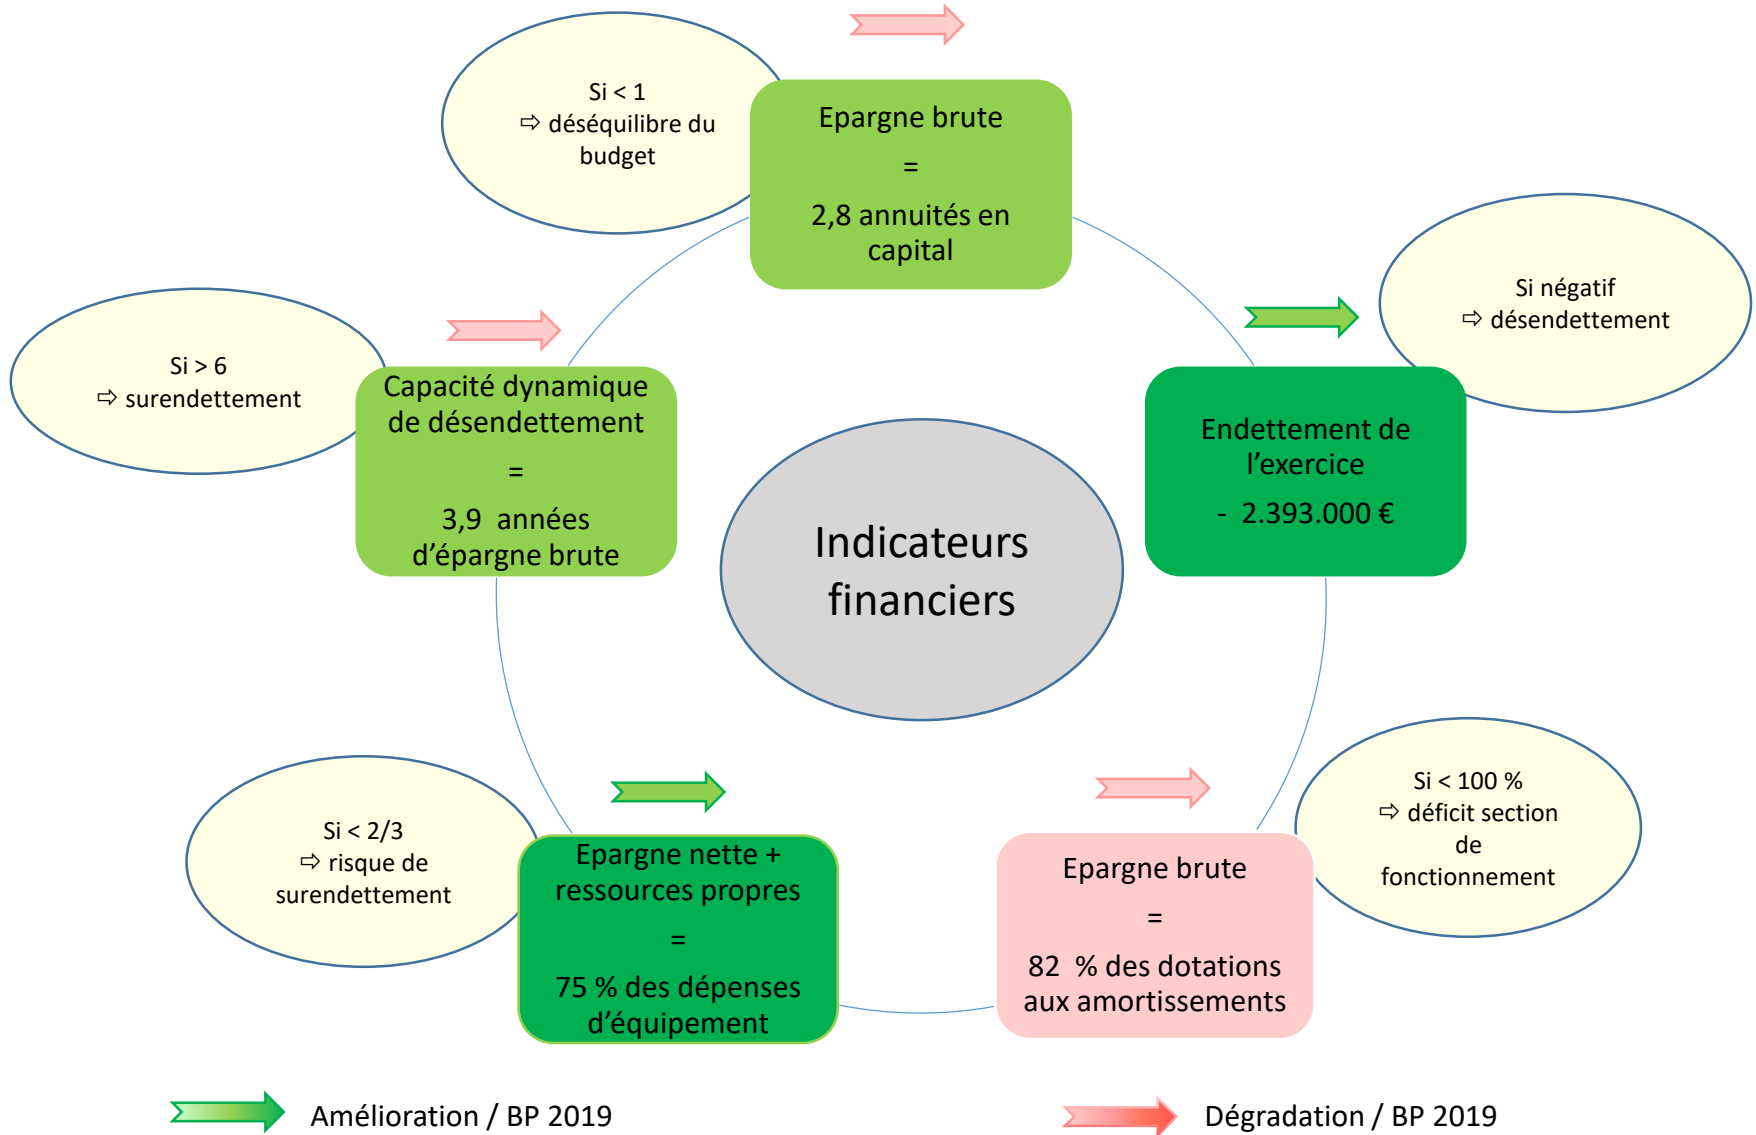 Si < 1
⇨ déséquilibre du
budget
Epargne brute
=
2,8 annuités en
capital
Si négatif
⇨ désendettement
Endettement de
l’exercice
- 2.393.000 €
Si > 6
⇨ surendettement
Capacité dynamique
de désendettement
=
3,9 années
d’épargne brute
Indicateurs
financiers
Si < 2/3
⇨ risque de
surendettement
Epargne nette +
ressources propres
=
75 % des dépenses
d’équipement
Epargne brute
=
82 % des dotations
aux amortissements
Si < 100 %
⇨ déficit section
de
fonctionnement
Amélioration / BP 2019
Dégradation / BP 2019